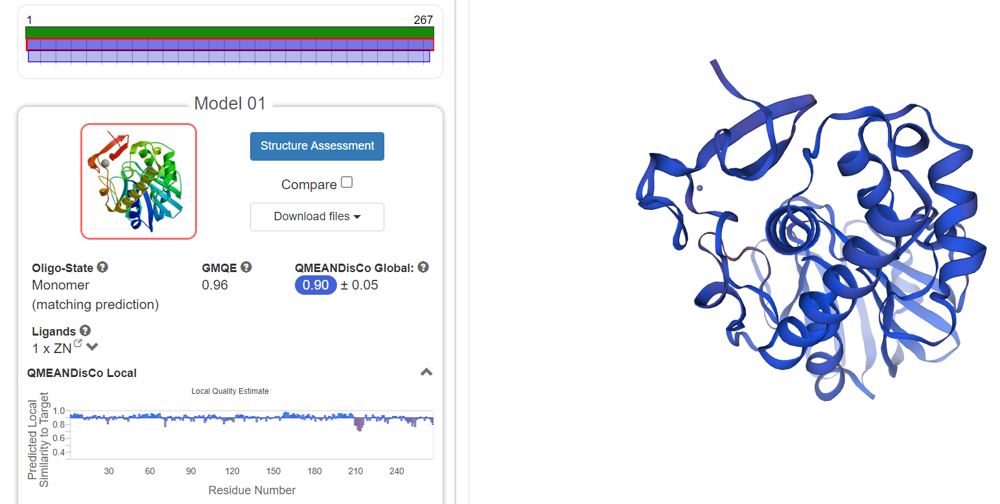 1 267
Model 01
Structure Assessment
Compare
Download files
Oligo-State ? GMQE ? QMEANDisCo Global: ?
Monomer 0.96 0.90 ± 0.05
(matching prediction)
Ligands ?
1 x ZN
QMEANDisCo Local
Local Quality Estimate
Predicted Local
Similarity to Target
1.0
0.8
0.6
0.4
30 60 90 120 150 180 210 240
Residue Number